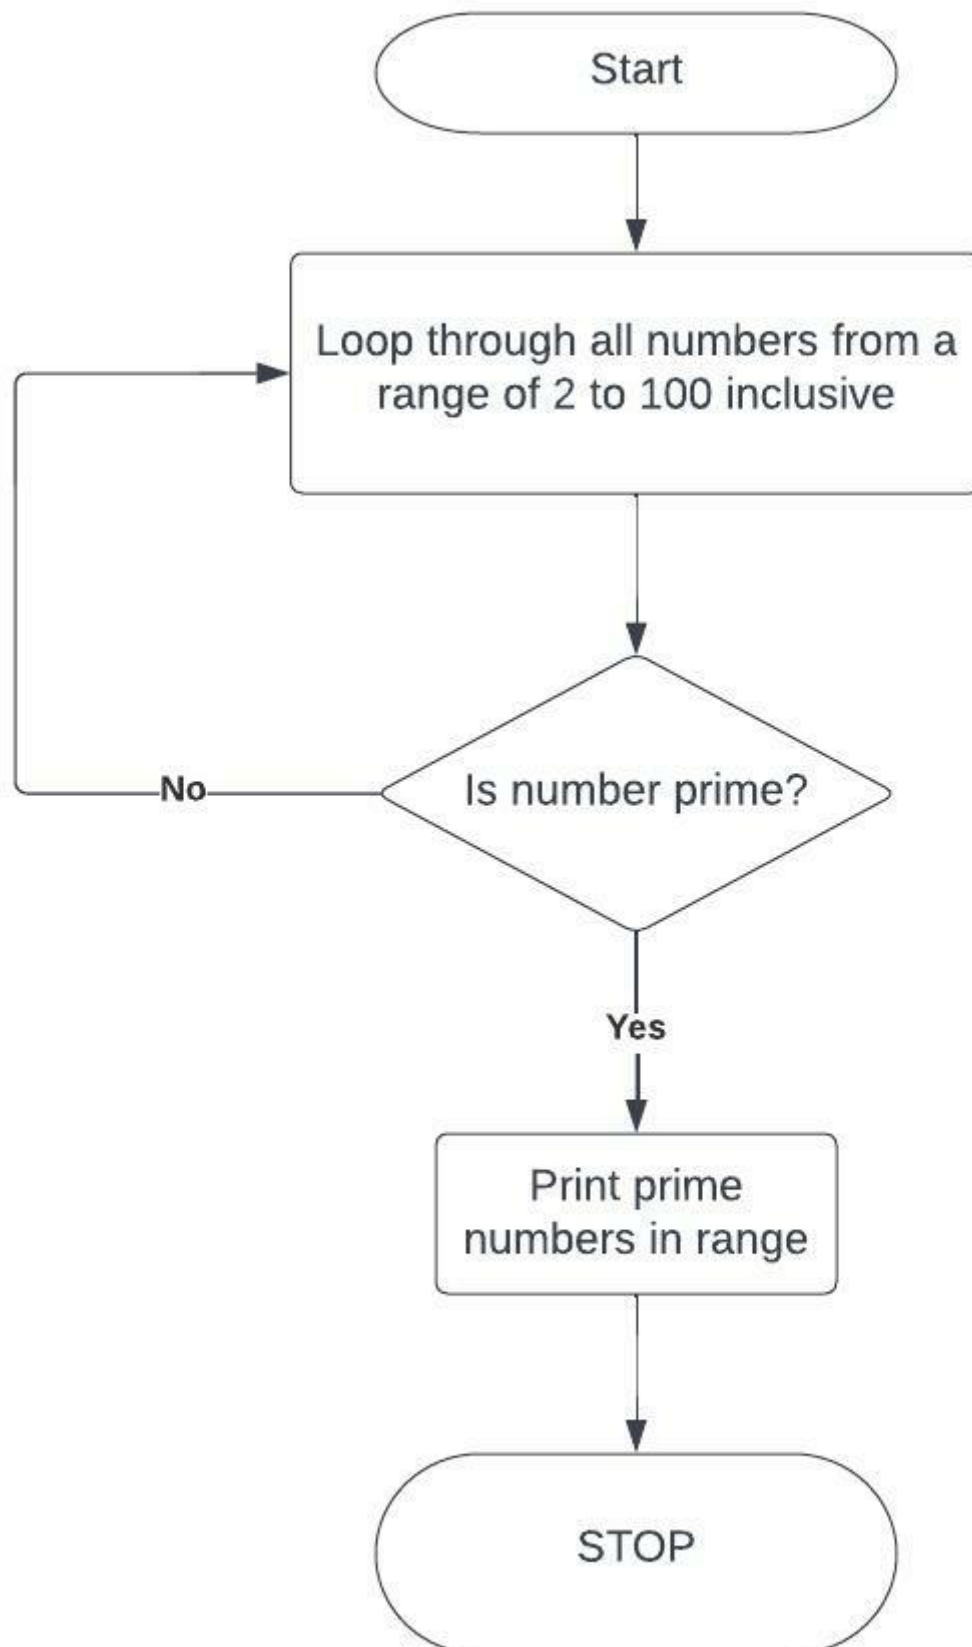 Start
Loop through all numbers from a
range of 2 to 100 inclusive
Is number prime?
No
Yes
Print prime
numbers in range
STOP